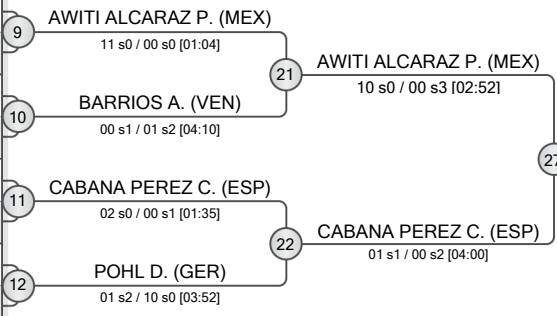 9
AWITI ALCARAZ P. (MEX)
11 s0 / 00 s0 [01:04]
21
AWITI ALCARAZ P. (MEX)
10 s0 / 00 s3 [02:52]
10
BARRIOS A. (VEN)
00 s1 / 01 s2 [04:10]
27
11
CABANA PEREZ C. (ESP)
02 s0 / 00 s1 [01:35]
22
CABANA PEREZ C. (ESP)
01 s1 / 00 s2 [04:00]
12
POHL D. (GER)
01 s2 / 10 s0 [03:52]